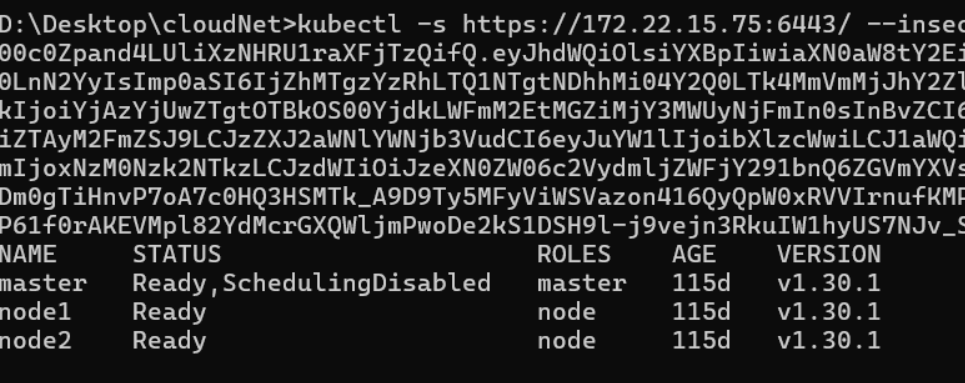 D:\Desktop\cloudNet>kubectl -s https://172.22.15.75:6443/ --insec
00c0Zpand4LUliXzNHRU1raXFjTzQifQ.eyJhdWQiOlsiYXBpIiwiaXN0aW8tY2Ei
0LnN2YyIsImp0aSI6IjZhMTgzYzRhLTQ1NTgtNDhhMi04Y2Q0LTk4MmVmMjJhY2Zl
kIjoiYjAzYjUwZTgtOTBkOS00YjdkLWFmM2EtMGZiMjY3MWUyNjFmIn0sInBvZCI6
iZTAyM2FmZSJ9LCJzZXJ2aWNlYWNjb3VudCI6eyJuYW1lIjoibXlzcWwiLCJ1aWQi
mIjoxNzM0Nzk2NTkzLCJzdWIiOiJzeXN0ZW06c2VydmljZWFjY291bnQ6ZGVmYXVs
Dm0gTiHnvP7oA7c0HQ3HSMTk_A9D9Ty5MFyViWSVazon416QyQpW0xRVVIrnufKMP
P61f0rAKEVMpl82YdMcrGXQWljmPwoDe2kS1DSH9l-j9vejn3RkuIW1hyUS7NJv_S
NAME STATUS ROLES AGE VERSION
master Ready,SchedulingDisabled master 115d v1.30.1
node1 Ready node 115d v1.30.1
node2 Ready node 115d v1.30.1